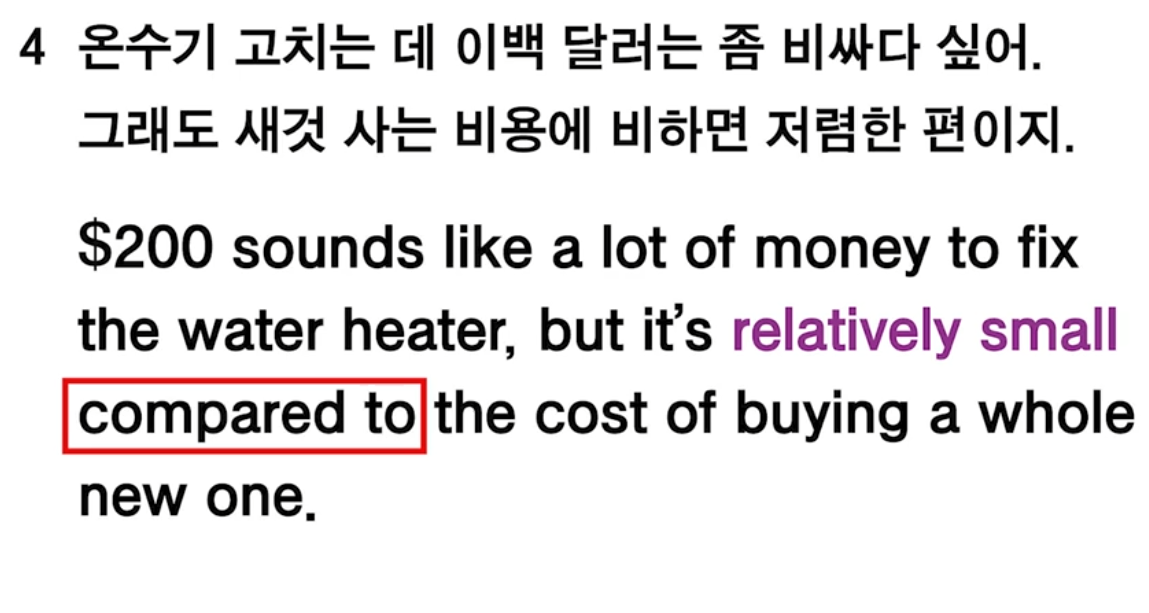 4 온수기 고치는 데 이백 달러는 좀 비싸다 싶어.
그래도 새것 사는 비용에 비하면 저렴한 편이지.
$200 sounds like a lot of money to fix
the water heater, but it’s relatively small
compared to the cost of buying a whole
new one.